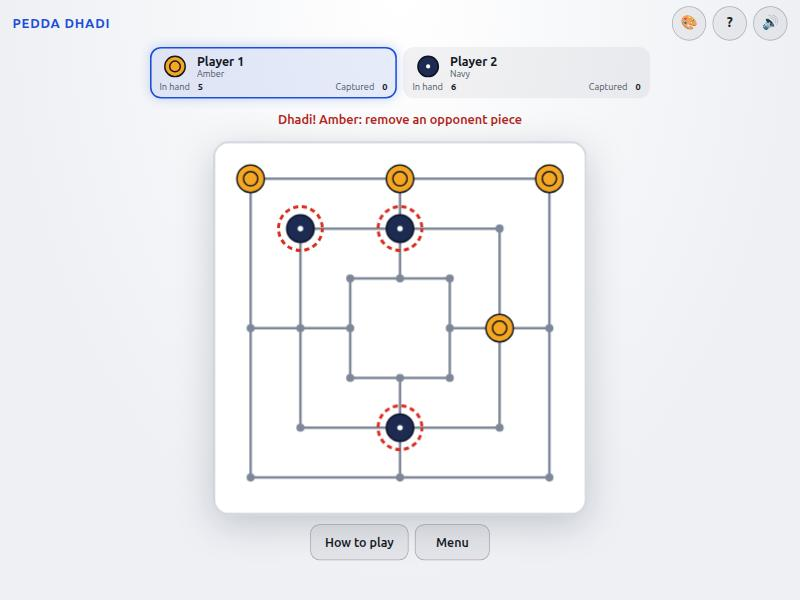 PEDDA DHADI
?
Player 1
Amber
In hand 5 Captured 0
Player 2
Navy
In hand 6 Captured 0
Dhadi! Amber: remove an opponent piece
How to play
Menu